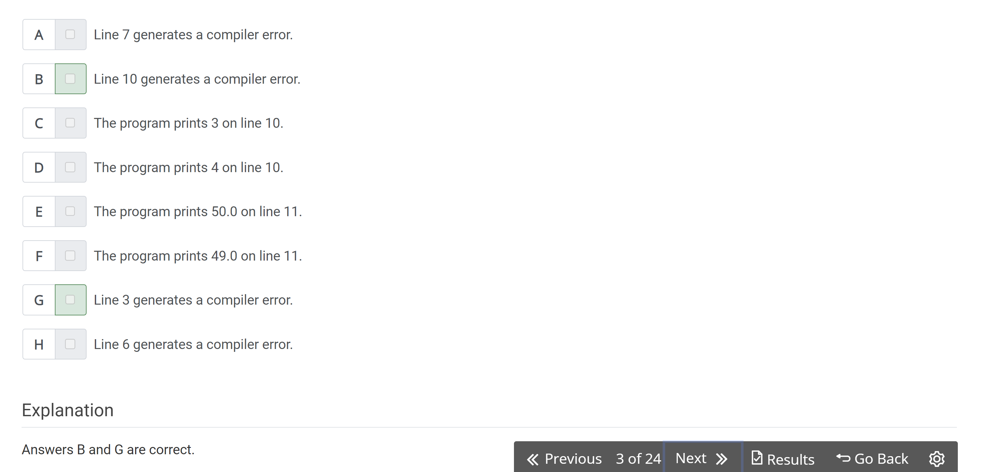 A Line 7 generates a compiler error.
B Line 10 generates a compiler error.
C The program prints 3 on line 10.
D The program prints 4 on line 10.
E The program prints 50.0 on line 11.
F The program prints 49.0 on line 11.
G Line 3 generates a compiler error.
H Line 6 generates a compiler error.
Explanation
Answers B and G are correct.
Previous 3 of 24 Next Results Go Back